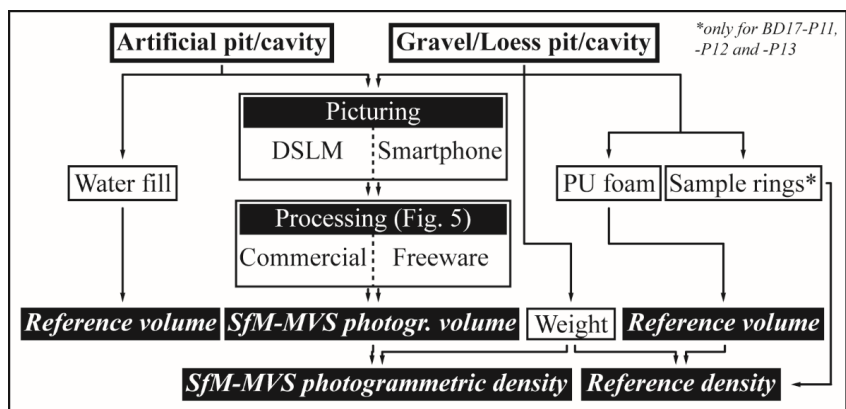 Artificial pit/cavity
Gravel/Loess pit/cavity
*only for BD17-P11,
-P12 and -P13
Picturing
DSLM
Smartphone
Water fill
PU foam
Sample rings*
Processing (Fig. 5)
Commercial
Freeware
Reference volume
SfM-MVS photogr. volume
Weight
Reference volume
SfM-MVS photogrammetric density
Reference density